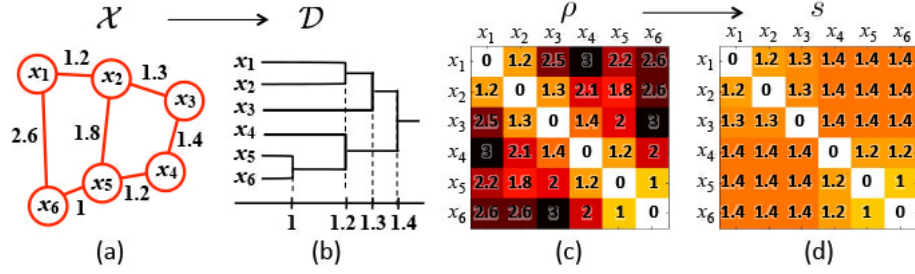 𝒳 → 𝒟
x₁ 1.2 x₂ 1.3 x₃
2.6 1.8 1.4
x₆ 1 x₅ 1.2 x₄
(a)
x₁
x₂
x₃
x₄
x₅
x₆
1 1.2 1.3 1.4
(b)
ρ → s
x₁ x₂ x₃ x₄ x₅ x₆
x₁ 0 1.2 2.5 3 2.2 2.6
x₂ 1.2 0 1.3 2.1 1.8 2.6
x₃ 2.5 1.3 0 1.4 2 3
x₄ 3 2.1 1.4 0 1.2 2
x₅ 2.2 1.8 2 1.2 0 1
x₆ 2.6 2.6 3 2 1 0
(c)
x₁ x₂ x₃ x₄ x₅ x₆
x₁ 0 1.2 1.3 1.4 1.4 1.4
x₂ 1.2 0 1.3 1.4 1.4 1.4
x₃ 1.3 1.3 0 1.4 1.4 1.4
x₄ 1.4 1.4 1.4 0 1.2 1.2
x₅ 1.4 1.4 1.4 1.2 0 1
x₆ 1.4 1.4 1.4 1.2 1 0
(d)